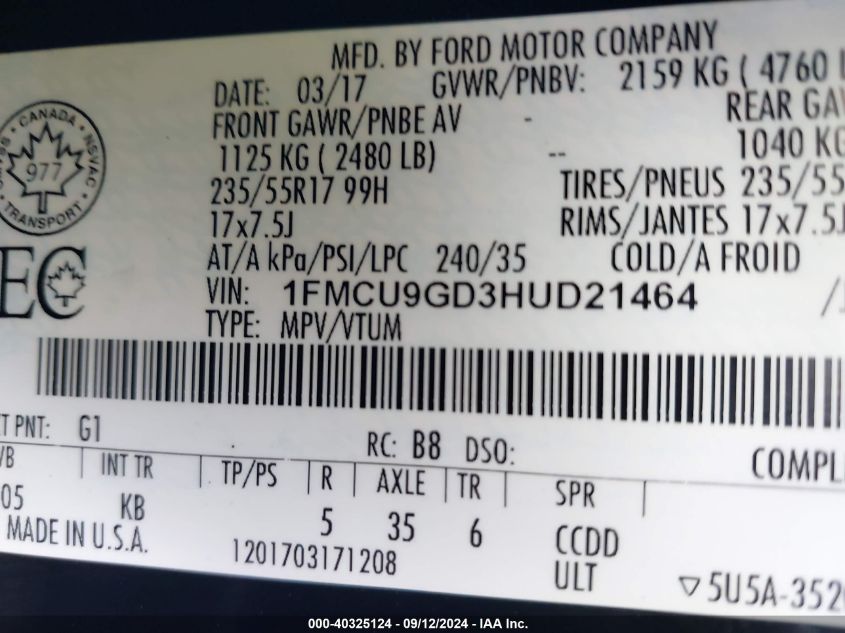 MFD. BY FORD MOTOR COMPANY
DATE: 03/17 GVWR/PNBV: 2159 KG ( 4760 L
FRONT GAWR/PNBE AV - REAR GAW
1125 KG ( 2480 LB) -- 1040 KG
235/55R17 99H TIRES/PNEUS 235/55
17x7.5J RIMS/JANTES 17x7.5J
AT/A kPa/PSI/LPC 240/35 COLD/A FROID
VIN: 1FMCU9GD3HUD21464
TYPE: MPV/VTUM
CANADA
NSVAC
977
TRANSPORT
EC
T PNT: G1
RC: B8 DSO:
/B INT TR TP/PS R AXLE TR SPR COMPL
05 KB 5 35 6 CCDD
MADE IN U.S.A. 1201703171208 ULT ▽5U5A-352
000-40325124 - 09/12/2024 - IAA Inc.